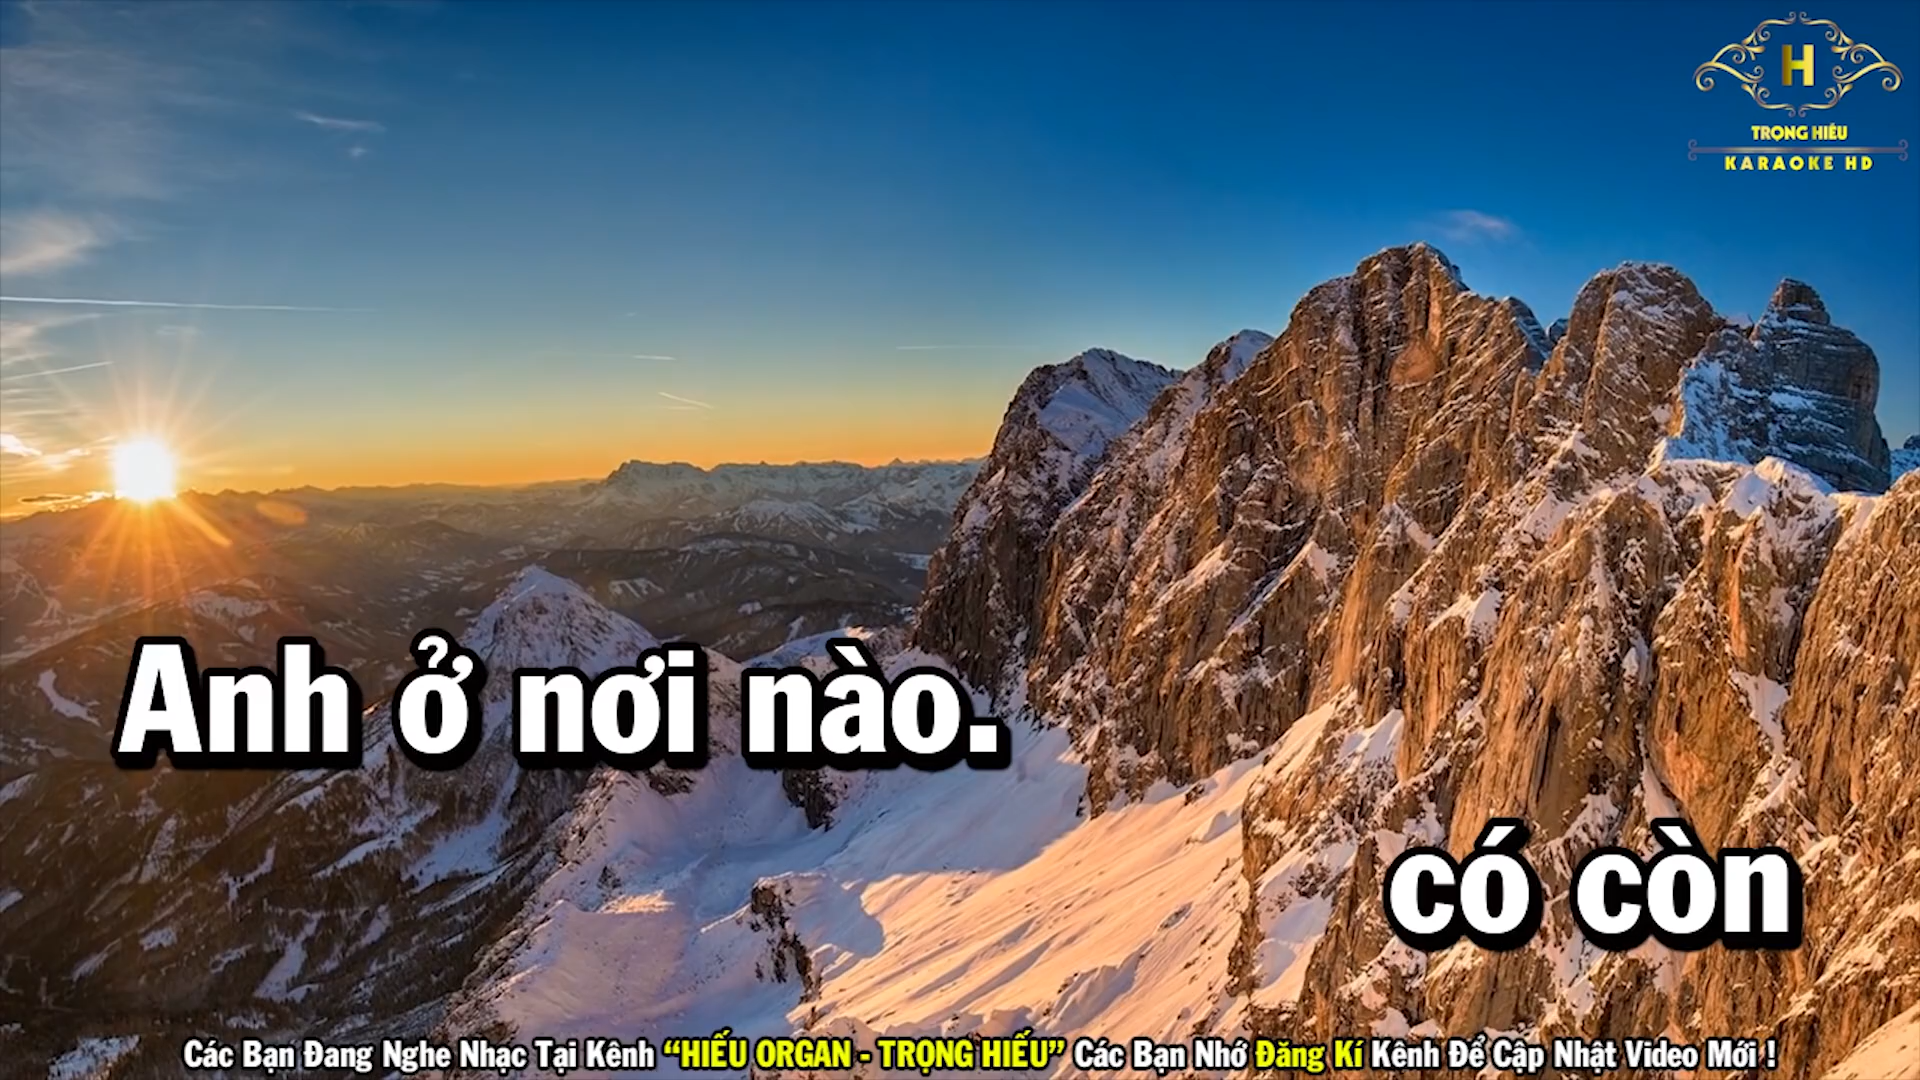 H
TRỌNG HIẾU
KARAOKE HD
Anh ở nơi nào.
có còn
Các Bạn Đang Nghe Nhạc Tại Kênh “HIẾU ORGAN - TRỌNG HIẾU” Các Bạn Nhớ Đăng Kí Kênh Để Cập Nhật Video Mới !